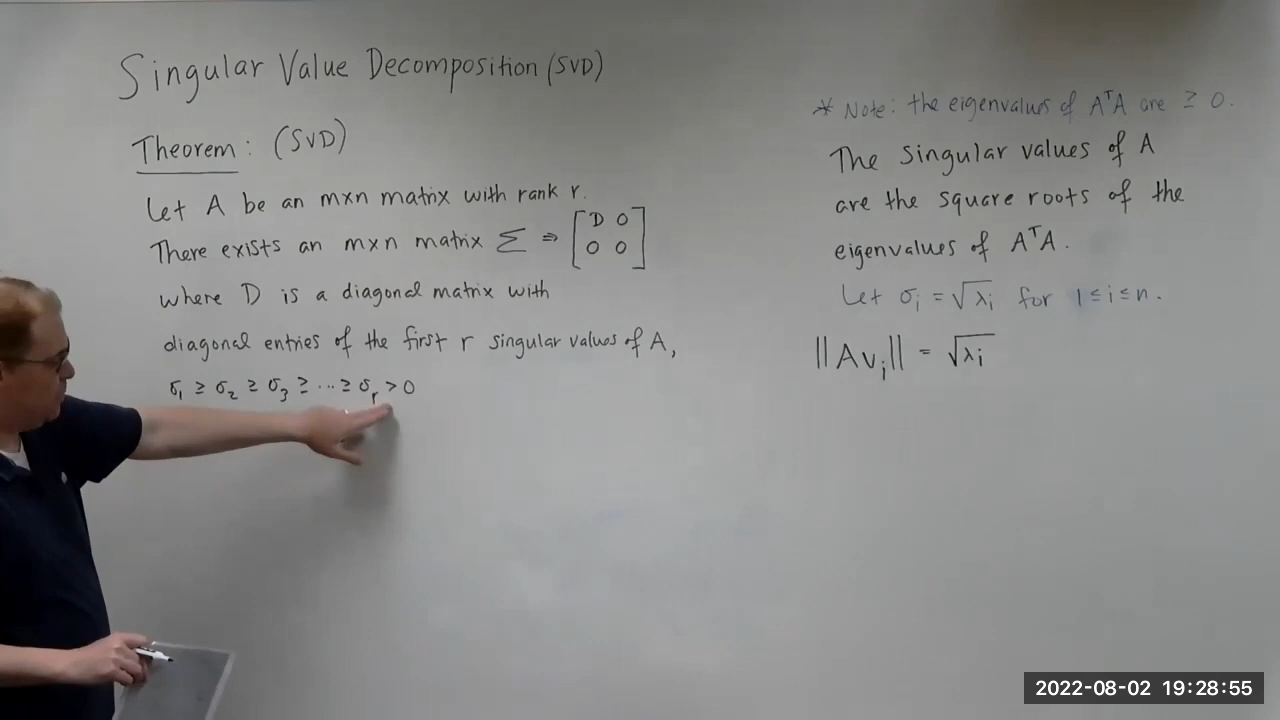 Singular Value Decomposition (SVD)
Theorem: (SVD)
Let A be an mxn matrix with rank r.
There exists an mxn matrix Σ ⇒ [D 0
0 0]
where D is a diagonal matrix with
diagonal entries of the first r singular values of A,
σ₁ ≥ σ₂ ≥ σ₃ ≥ ... ≥ σᵣ > 0
* Note: the eigenvalues of AᵀA are ≥ 0.
The singular values of A
are the square roots of the
eigenvalues of AᵀA.
Let σᵢ = √λᵢ for 1 ≤ i ≤ n.
||Avᵢ|| = √λᵢ
2022-08-02 19:28:55